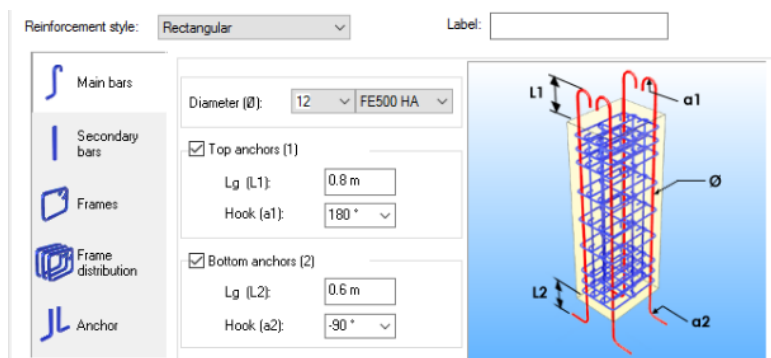 Reinforcement style: Rectangular Label:
Main bars
Secondary
bars
Frames
Frame
distribution
Anchor
Diameter (Ø): 12 FE500 HA
Top anchors (1)
Lg (L1): 0.8 m
Hook (a1): 180 °
Bottom anchors (2)
Lg (L2): 0.6 m
Hook (a2): -90 °
L1
a1
Ø
L2
a2